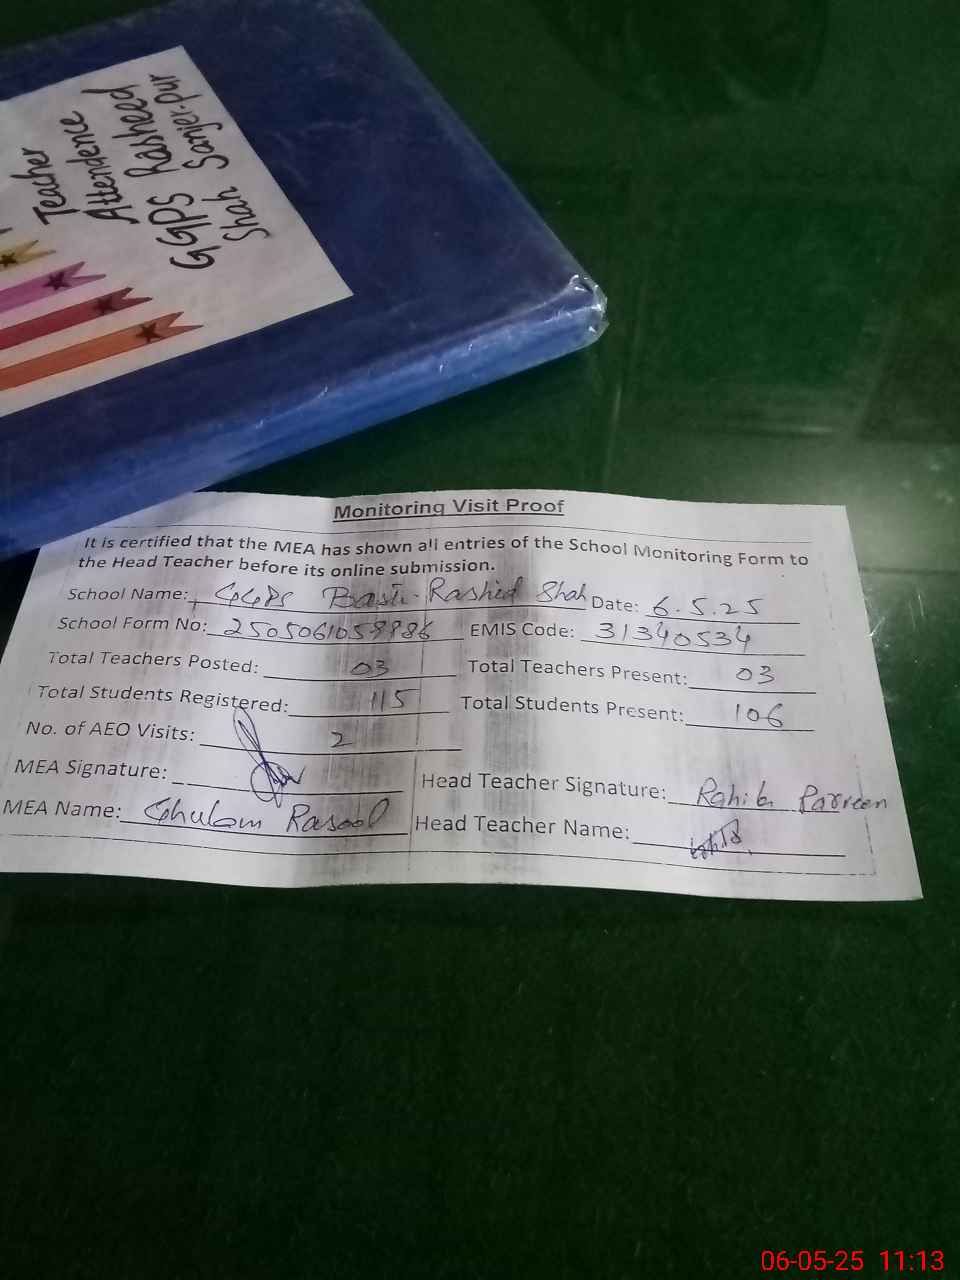 Teacher
Attendence
GGPS Rasheed
Shah Sanjer.Pur
Monitoring Visit Proof
It is certified that the MEA has shown all entries of the School Monitoring Form to
the Head Teacher before its online submission.
School Name: GGPS Basti Rashid Shah Date: 6.5.25
School Form No: EMIS Code: 31340534
Total Teachers Posted: 03 Total Teachers Present: 03
Total Students Registered: 115 Total Students Present: 106
No. of AEO Visits: 2
MEA Signature:
Head Teacher Signature: Parveen
MEA Name: Ghulam Rasool
Head Teacher Name:
06-05-25 11:13